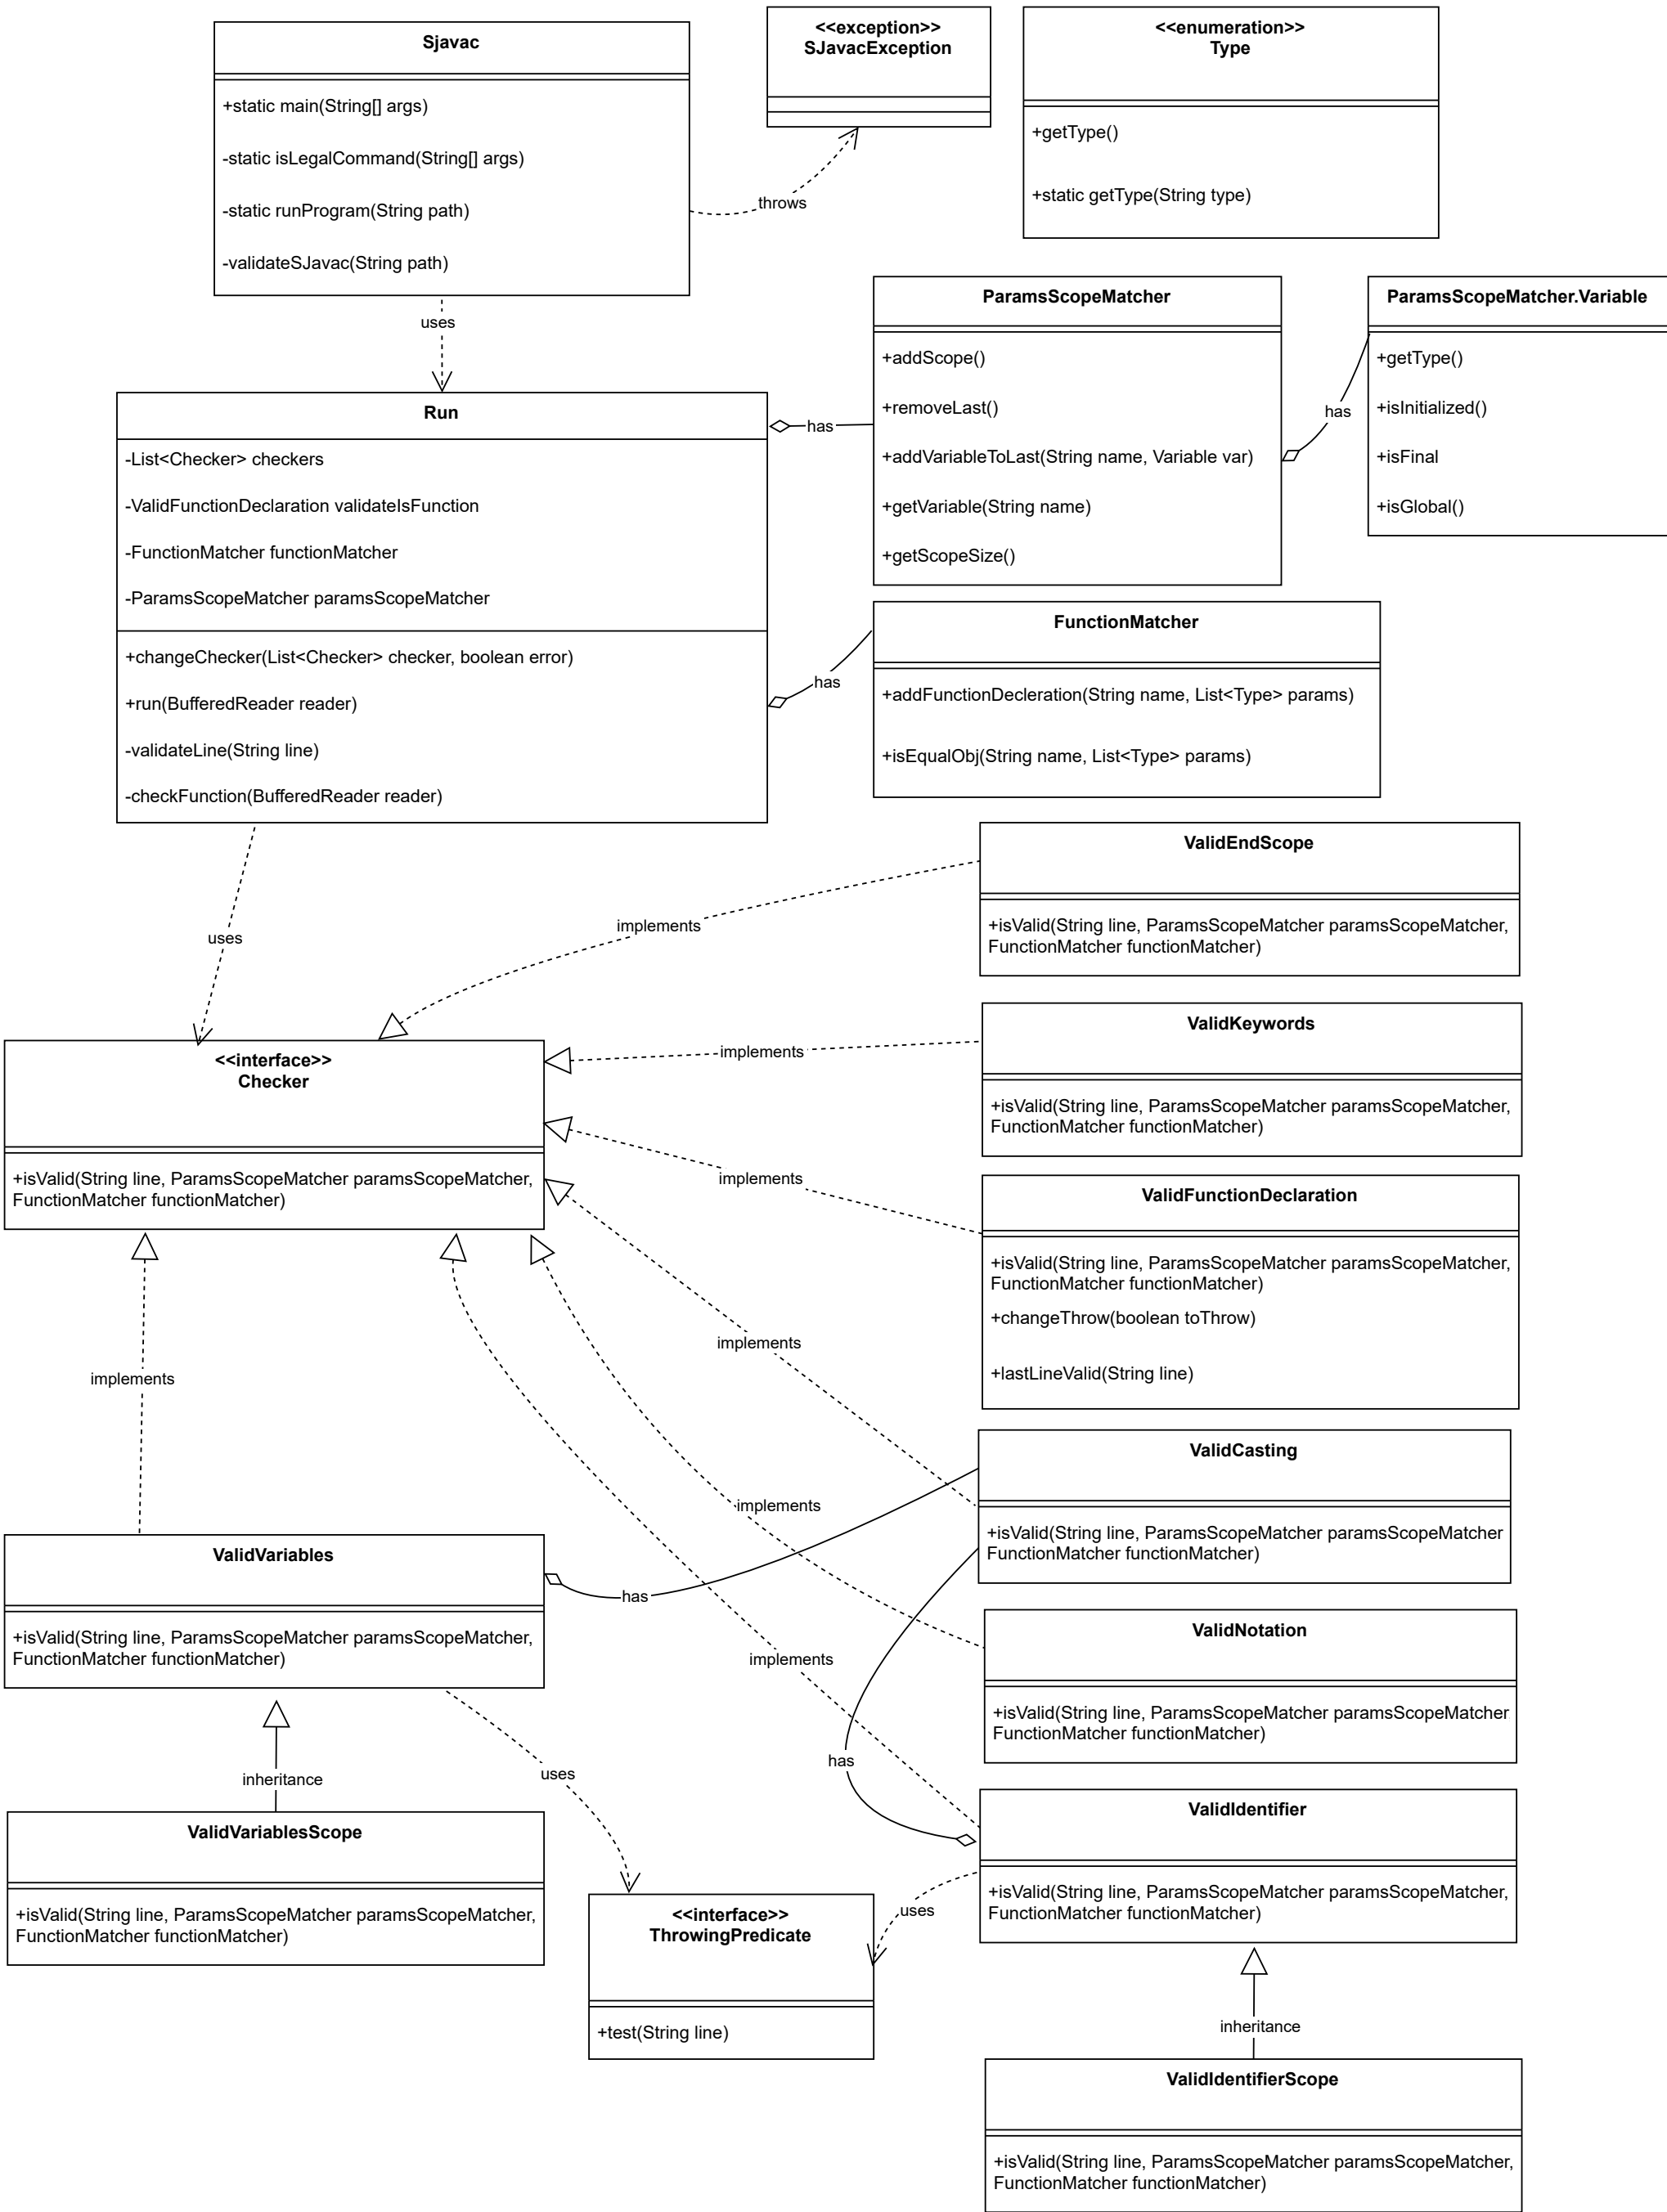 Sjavac
+static main(String[] args)
-static isLegalCommand(String[] args)
-static runProgram(String path)
-validateSJavac(String path)
<<exception>>
SJavacException
<<enumeration>>
Type
+getType()
+static getType(String type)
throws
uses
ParamsScopeMatcher
+addScope()
+removeLast()
+addVariableToLast(String name, Variable var)
+getVariable(String name)
+getScopeSize()
ParamsScopeMatcher.Variable
+getType()
+isInitialized()
+isFinal
+isGlobal()
has
has
Run
-List<Checker> checkers
-ValidFunctionDeclaration validateIsFunction
-FunctionMatcher functionMatcher
-ParamsScopeMatcher paramsScopeMatcher
+changeChecker(List<Checker> checker, boolean error)
+run(BufferedReader reader)
-validateLine(String line)
-checkFunction(BufferedReader reader)
has
FunctionMatcher
+addFunctionDecleration(String name, List<Type> params)
+isEqualObj(String name, List<Type> params)
uses
implements
ValidEndScope
+isValid(String line, ParamsScopeMatcher paramsScopeMatcher,
FunctionMatcher functionMatcher)
<<interface>>
Checker
+isValid(String line, ParamsScopeMatcher paramsScopeMatcher,
FunctionMatcher functionMatcher)
implements
ValidKeywords
+isValid(String line, ParamsScopeMatcher paramsScopeMatcher,
FunctionMatcher functionMatcher)
implements
ValidFunctionDeclaration
+isValid(String line, ParamsScopeMatcher paramsScopeMatcher,
FunctionMatcher functionMatcher)
+changeThrow(boolean toThrow)
+lastLineValid(String line)
implements
implements
implements
ValidCasting
+isValid(String line, ParamsScopeMatcher paramsScopeMatcher
FunctionMatcher functionMatcher)
ValidVariables
+isValid(String line, ParamsScopeMatcher paramsScopeMatcher,
FunctionMatcher functionMatcher)
has
ValidNotation
+isValid(String line, ParamsScopeMatcher paramsScopeMatcher
FunctionMatcher functionMatcher)
implements
has
inheritance
uses
ValidVariablesScope
+isValid(String line, ParamsScopeMatcher paramsScopeMatcher,
FunctionMatcher functionMatcher)
ValidIdentifier
+isValid(String line, ParamsScopeMatcher paramsScopeMatcher,
FunctionMatcher functionMatcher)
uses
<<interface>>
ThrowingPredicate
+test(String line)
inheritance
ValidIdentifierScope
+isValid(String line, ParamsScopeMatcher paramsScopeMatcher,
FunctionMatcher functionMatcher)